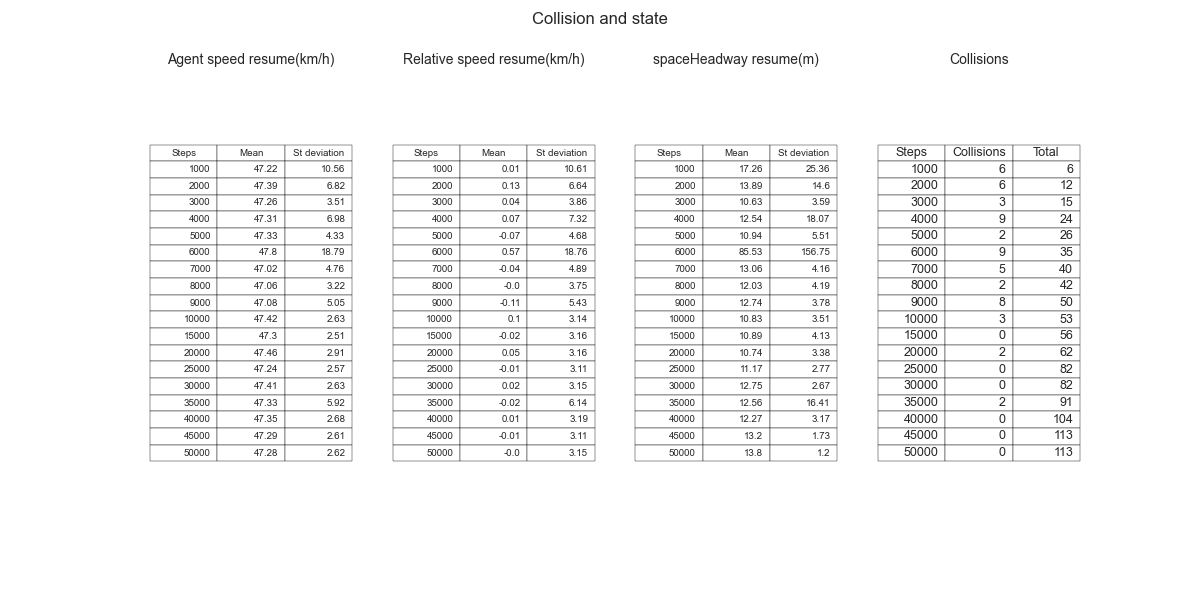 Collision and state
Agent speed resume(km/h) Relative speed resume(km/h) spaceHeadway resume(m) Collisions
Steps Mean St deviation Steps Mean St deviation Steps Mean St deviation Steps Collisions Total
1000 47.22 10.56 1000 0.01 10.61 1000 17.26 25.36 1000 6 6
2000 47.39 6.82 2000 0.13 6.64 2000 13.89 14.6 2000 6 12
3000 47.26 3.51 3000 0.04 3.86 3000 10.63 3.59 3000 3 15
4000 47.31 6.98 4000 0.07 7.32 4000 12.54 18.07 4000 9 24
5000 47.33 4.33 5000 -0.07 4.68 5000 10.94 5.51 5000 2 26
6000 47.8 18.79 6000 0.57 18.76 6000 85.53 156.75 6000 9 35
7000 47.02 4.76 7000 -0.04 4.89 7000 13.06 4.16 7000 5 40
8000 47.06 3.22 8000 -0.0 3.75 8000 12.03 4.19 8000 2 42
9000 47.08 5.05 9000 -0.11 5.43 9000 12.74 3.78 9000 8 50
10000 47.42 2.63 10000 0.1 3.14 10000 10.83 3.51 10000 3 53
15000 47.3 2.51 15000 -0.02 3.16 15000 10.89 4.13 15000 0 56
20000 47.46 2.91 20000 0.05 3.16 20000 10.74 3.38 20000 2 62
25000 47.24 2.57 25000 -0.01 3.11 25000 11.17 2.77 25000 0 82
30000 47.41 2.63 30000 0.02 3.15 30000 12.75 2.67 30000 0 82
35000 47.33 5.92 35000 -0.02 6.14 35000 12.56 16.41 35000 2 91
40000 47.35 2.68 40000 0.01 3.19 40000 12.27 3.17 40000 0 104
45000 47.29 2.61 45000 -0.01 3.11 45000 13.2 1.73 45000 0 113
50000 47.28 2.62 50000 -0.0 3.15 50000 13.8 1.2 50000 0 113